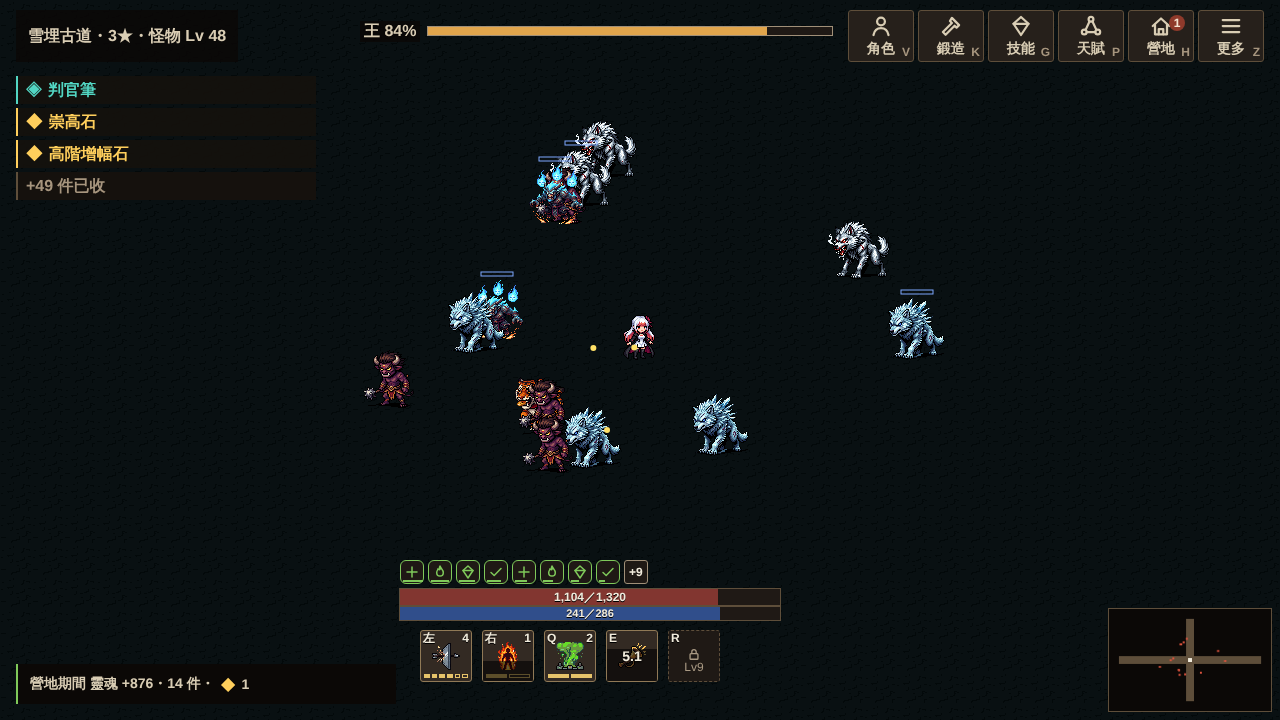 雪埋古道・3★・怪物 Lv 48
王 84%
角色 V
鍛造 K
技能 G
天賦 P
營地 H
1
更多 Z
◈ 判官筆
◆ 崇高石
◆ 高階增幅石
+49 件已收
+9
1,104／1,320
241／286
左 4
右 1
Q 2
E 5.1
R Lv9
營地期間 靈魂 +876・14 件・ ◆ 1